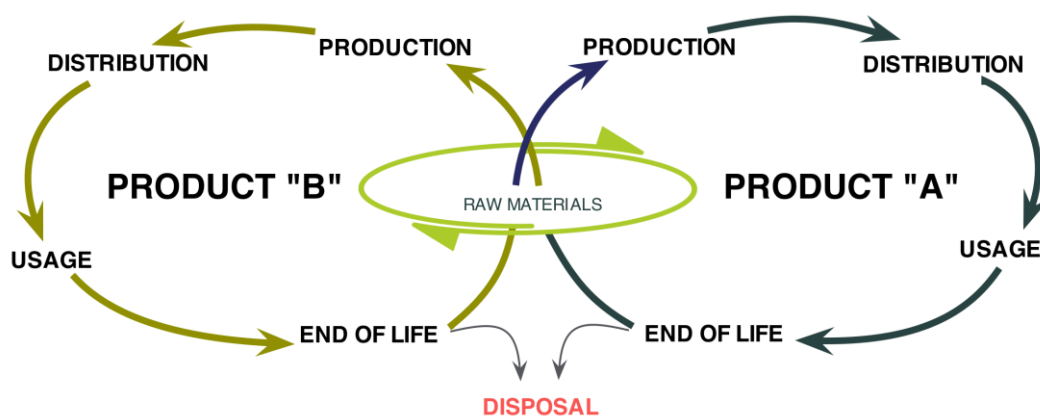 PRODUCTION
PRODUCTION
DISTRIBUTION
DISTRIBUTION
PRODUCT "B"
PRODUCT "A"
RAW MATERIALS
USAGE
USAGE
END OF LIFE
END OF LIFE
DISPOSAL